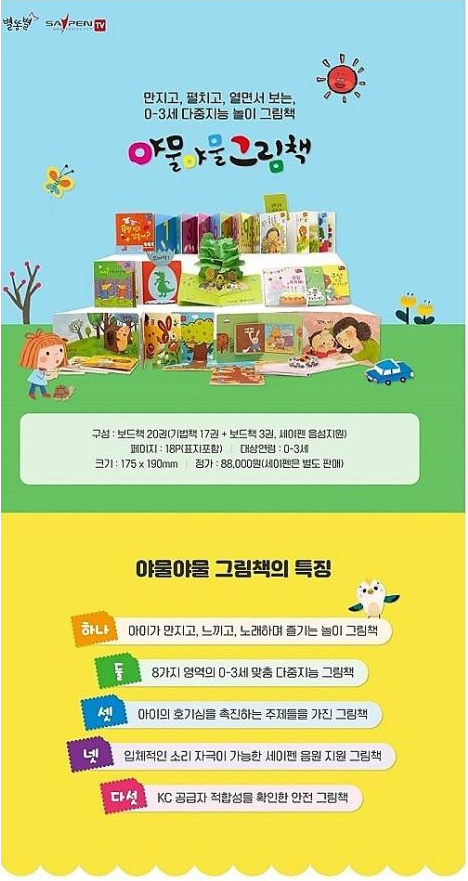 별똥별 SAYPEN TV
만지고, 펼치고, 열면서 보는,
0-3세 다중지능 놀이 그림책
야물야물 그림책
구성 : 보드책 20권(기법책 17권 + 보드책 3권, 세이펜 음성지원)
페이지 : 18P(표지포함) | 대상연령 : 0-3세
크기 : 175 x 190mm | 정가 : 88,000원(세이펜은 별도 판매)
야물야물 그림책의 특징
하나 아이가 만지고, 느끼고, 노래하며 즐기는 놀이 그림책
둘 8가지 영역의 0-3세 맞춤 다중지능 그림책
셋 아이의 호기심을 촉진하는 주제들을 가진 그림책
넷 입체적인 소리 자극이 가능한 세이펜 음원 지원 그림책
다섯 KC 공급자 적합성을 확인한 안전 그림책